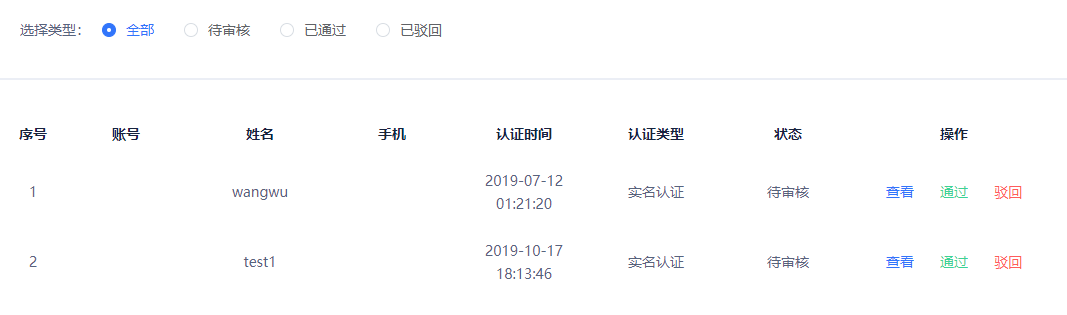 选择类型： 全部 待审核 已通过 已驳回
序号 账号 姓名 手机 认证时间 认证类型 状态 操作
1 wangwu 2019-07-12 01:21:20 实名认证 待审核 查看 通过 驳回
2 test1 2019-10-17 18:13:46 实名认证 待审核 查看 通过 驳回